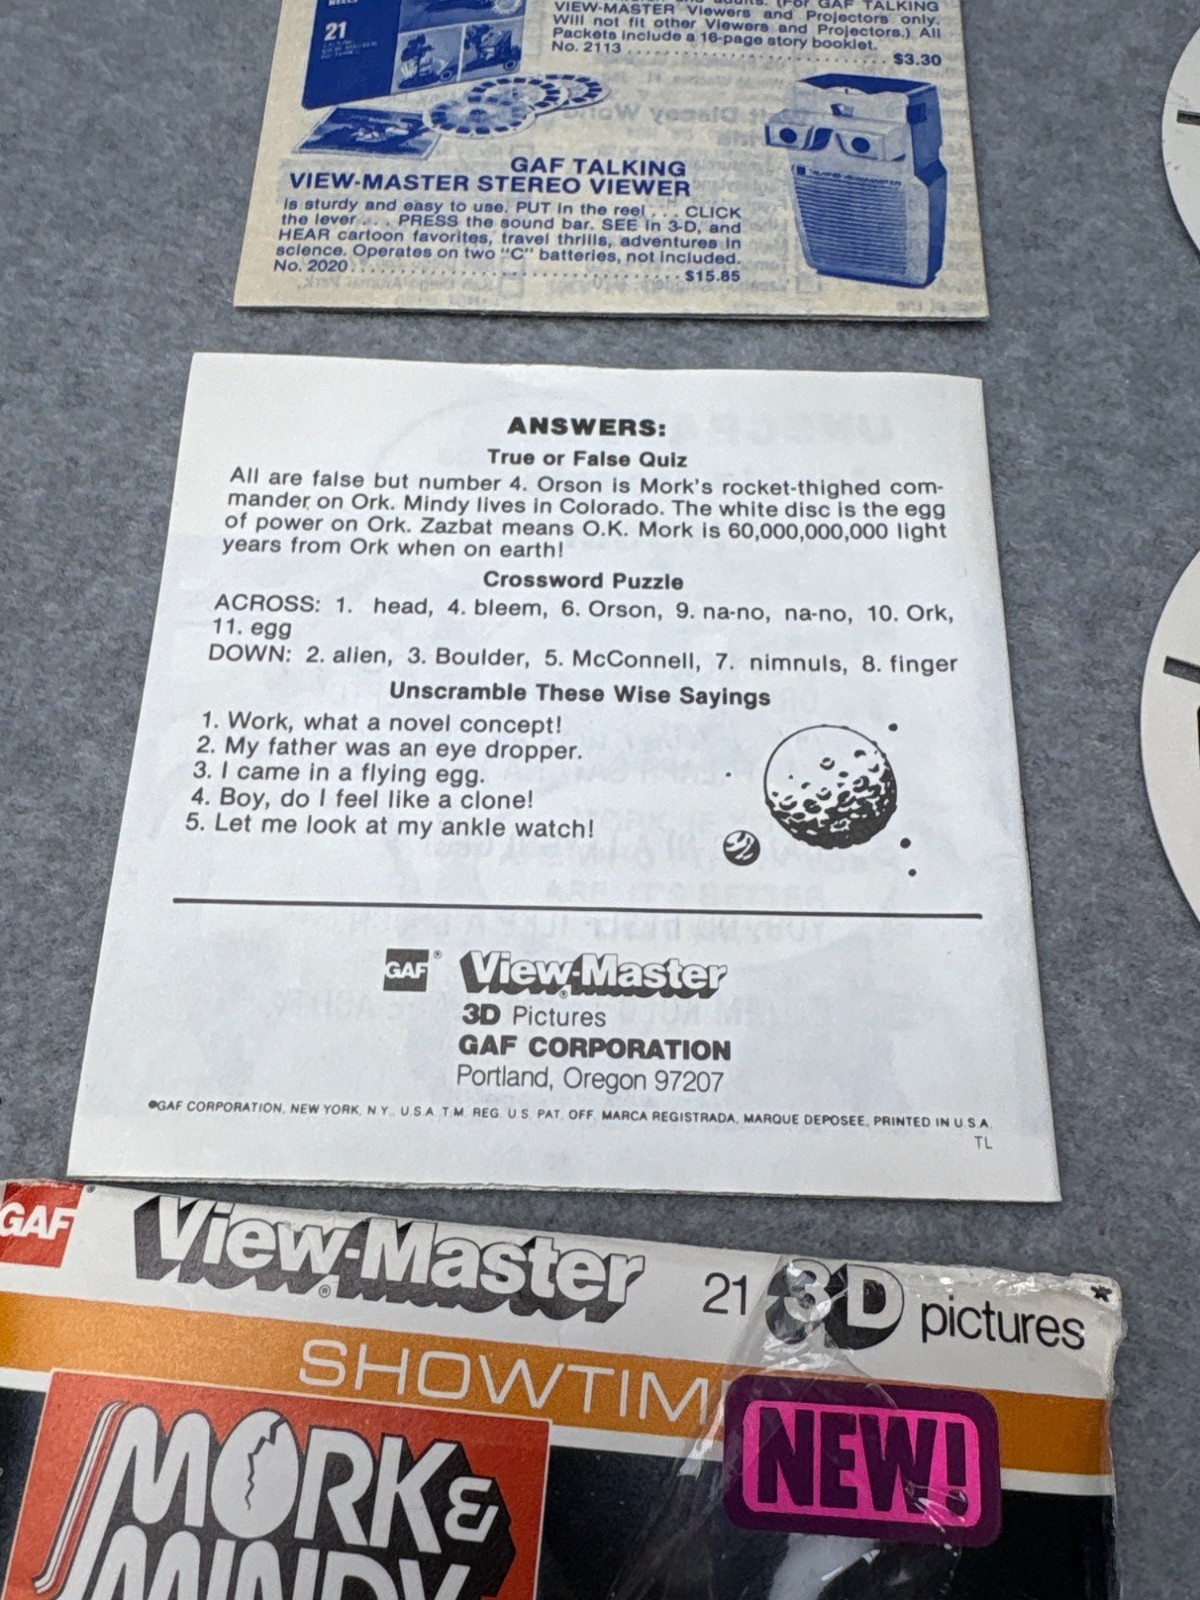 21
and adults. (For GAF TALKING
VIEW-MASTER Viewers and Projectors only.
Will not fit other Viewers and Projectors.) All
Packets include a 16-page story booklet.
No. 2113 . . . . . . . . . . . . . . . . . . . . . . . . . . . . . . . . . $3.30
GAF TALKING
VIEW-MASTER STEREO VIEWER
is sturdy and easy to use. PUT in the reel . . . CLICK
the lever . . . PRESS the sound bar. SEE in 3-D, and
HEAR cartoon favorites, travel thrills, adventures in
science. Operates on two "C" batteries, not included.
No. 2020 . . . . . . . . . . . . . . . . . . . . . . . . . . . . . . . . . $15.85
ANSWERS:
True or False Quiz
All are false but number 4. Orson is Mork's rocket-thighed com-
mander on Ork. Mindy lives in Colorado. The white disc is the egg
of power on Ork. Zazbat means O.K. Mork is 60,000,000,000 light
years from Ork when on earth!
Crossword Puzzle
ACROSS: 1. head, 4. bleem, 6. Orson, 9. na-no, na-no, 10. Ork,
11. egg
DOWN: 2. alien, 3. Boulder, 5. McConnell, 7. nimnuls, 8. finger
Unscramble These Wise Sayings
1. Work, what a novel concept!
2. My father was an eye dropper.
3. I came in a flying egg.
4. Boy, do I feel like a clone!
5. Let me look at my ankle watch!
GAF® View-Master®
3D Pictures
GAF CORPORATION
Portland, Oregon 97207
©GAF CORPORATION, NEW YORK, N.Y., U.S.A. T.M. REG. U.S. PAT. OFF. MARCA REGISTRADA, MARQUE DEPOSEE, PRINTED IN U.S.A.
TL
GAF® View-Master® 21 3D pictures*
SHOWTIM
NEW!
MORK &
MINDY